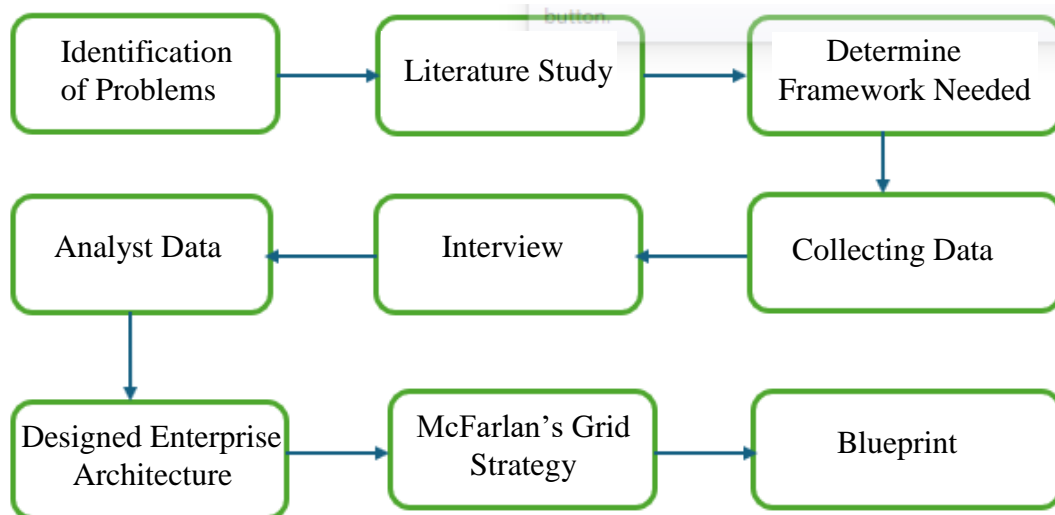 button.
Identification
of Problems
Literature Study
Determine
Framework Needed
Collecting Data
Interview
Analyst Data
Designed Enterprise
Architecture
McFarlan’s Grid
Strategy
Blueprint